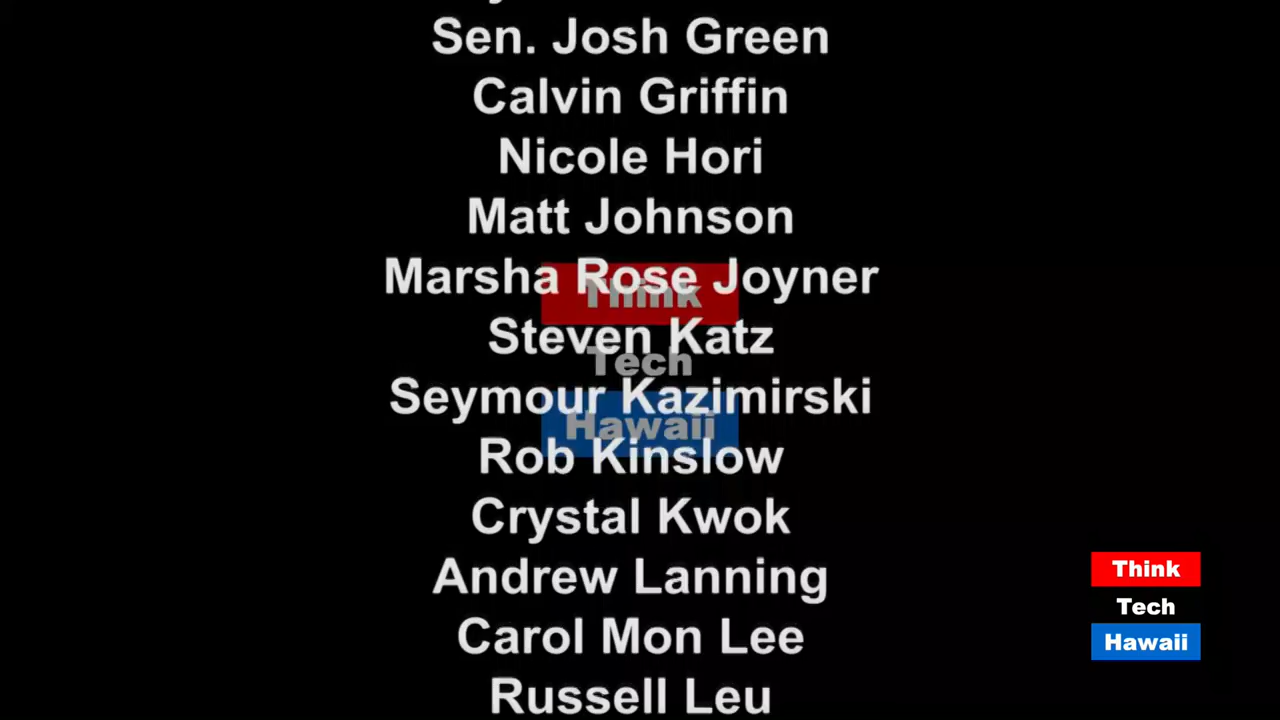 Sen. Josh Green
Calvin Griffin
Nicole Hori
Matt Johnson
Marsha Rose Joyner
Think
Steven Katz
Tech
Seymour Kazimirski
Hawaii
Rob Kinslow
Crystal Kwok
Andrew Lanning
Carol Mon Lee
Russell Leu
Think
Tech
Hawaii